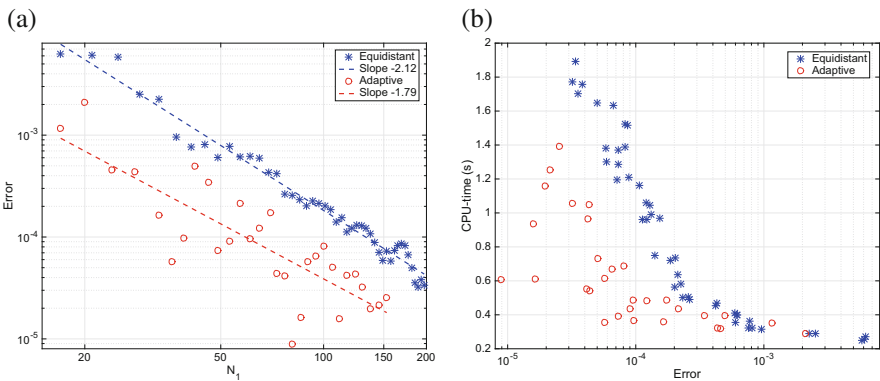 (a)
Equidistant
Slope -2.12
Adaptive
Slope -1.79
10^-3
10^-4
10^-5
Error
20
50
100
150
200
N_1
(b)
Equidistant
Adaptive
2
1.8
1.6
1.4
1.2
1
0.8
0.6
0.4
0.2
CPU-time (s)
10^-5
10^-4
10^-3
Error